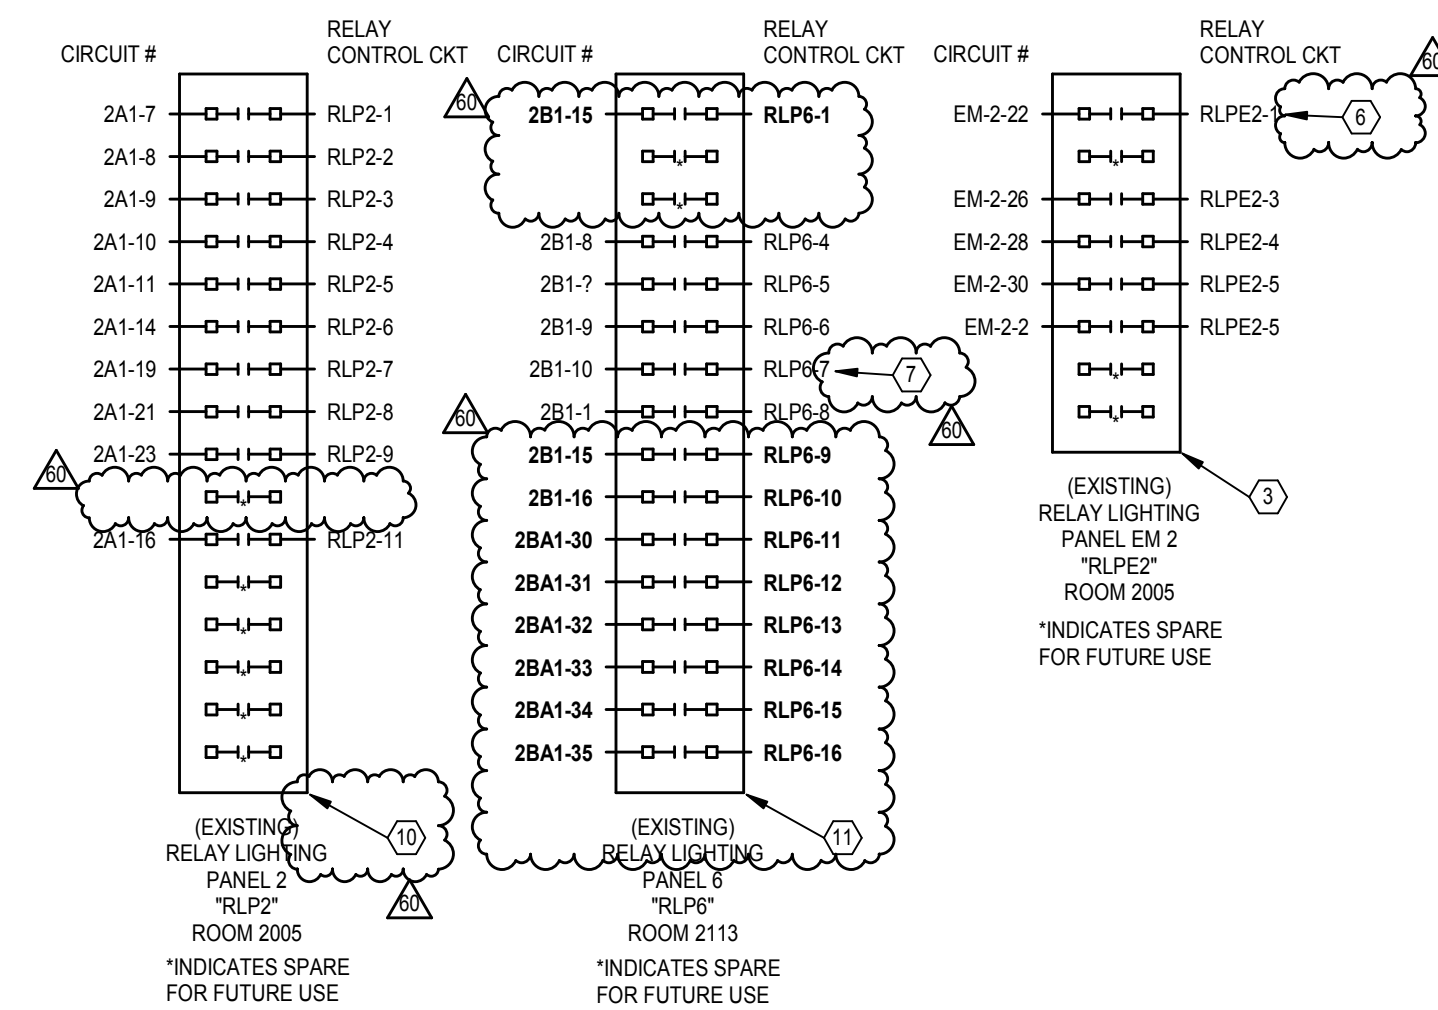 CIRCUIT #
RELAY
CONTROL CKT
2A1-7 RLP2-1
2A1-8 RLP2-2
2A1-9 RLP2-3
2A1-10 RLP2-4
2A1-11 RLP2-5
2A1-14 RLP2-6
2A1-19 RLP2-7
2A1-21 RLP2-8
2A1-23 RLP2-9
60
*
2A1-16 RLP2-11
*
*
*
*
*
10
60
(EXISTING)
RELAY LIGHTING
PANEL 2
"RLP2"
ROOM 2005
*INDICATES SPARE
FOR FUTURE USE
CIRCUIT #
RELAY
CONTROL CKT
60
2B1-15 RLP6-1
*
*
2B1-8 RLP6-4
2B1-? RLP6-5
2B1-9 RLP6-6
2B1-10 RLP6-7
7
2B1-1 RLP6-8
60
60
2B1-15 RLP6-9
2B1-16 RLP6-10
2BA1-30 RLP6-11
2BA1-31 RLP6-12
2BA1-32 RLP6-13
2BA1-33 RLP6-14
2BA1-34 RLP6-15
2BA1-35 RLP6-16
11
(EXISTING)
RELAY LIGHTING
PANEL 6
"RLP6"
ROOM 2113
*INDICATES SPARE
FOR FUTURE USE
CIRCUIT #
RELAY
CONTROL CKT
60
EM-2-22 RLPE2-1
6
*
EM-2-26 RLPE2-3
EM-2-28 RLPE2-4
EM-2-30 RLPE2-5
EM-2-2 RLPE2-5
*
*
3
(EXISTING)
RELAY LIGHTING
PANEL EM 2
"RLPE2"
ROOM 2005
*INDICATES SPARE
FOR FUTURE USE